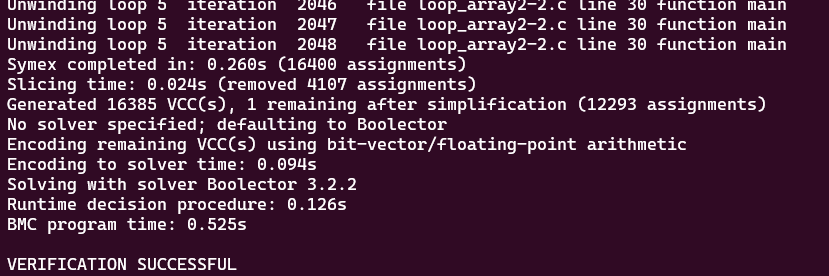 Unwinding loop 5 iteration 2046 file loop_array2-2.c line 30 function main
Unwinding loop 5 iteration 2047 file loop_array2-2.c line 30 function main
Unwinding loop 5 iteration 2048 file loop_array2-2.c line 30 function main
Symex completed in: 0.260s (16400 assignments)
Slicing time: 0.024s (removed 4107 assignments)
Generated 16385 VCC(s), 1 remaining after simplification (12293 assignments)
No solver specified; defaulting to Boolector
Encoding remaining VCC(s) using bit-vector/floating-point arithmetic
Encoding to solver time: 0.094s
Solving with solver Boolector 3.2.2
Runtime decision procedure: 0.126s
BMC program time: 0.525s
VERIFICATION SUCCESSFUL